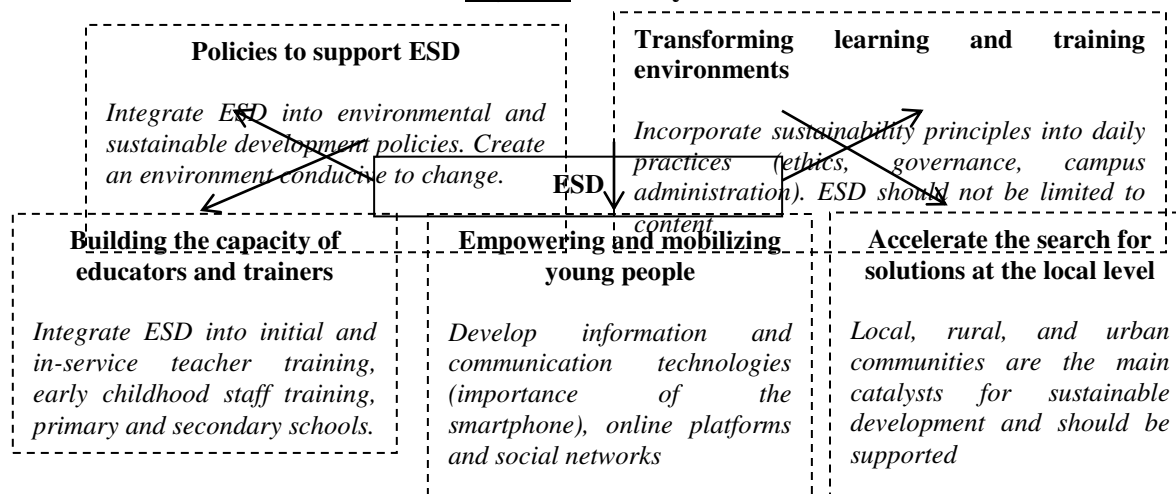 Policies to support ESD
Integrate ESD into environmental and
sustainable development policies. Create
an environment conducive to change.
Transforming learning and training
environments
Incorporate sustainability principles into daily
practices (ethics, governance, campus
administration). ESD should not be limited to
content
ESD
Building the capacity of
educators and trainers
Integrate ESD into initial and
in-service teacher training,
early childhood staff training,
primary and secondary schools.
Empowering and mobilizing
young people
Develop information and
communication technologies
(importance of the
smartphone), online platforms
and social networks
Accelerate the search for
solutions at the local level
Local, rural, and urban
communities are the main
catalysts for sustainable
development and should be
supported